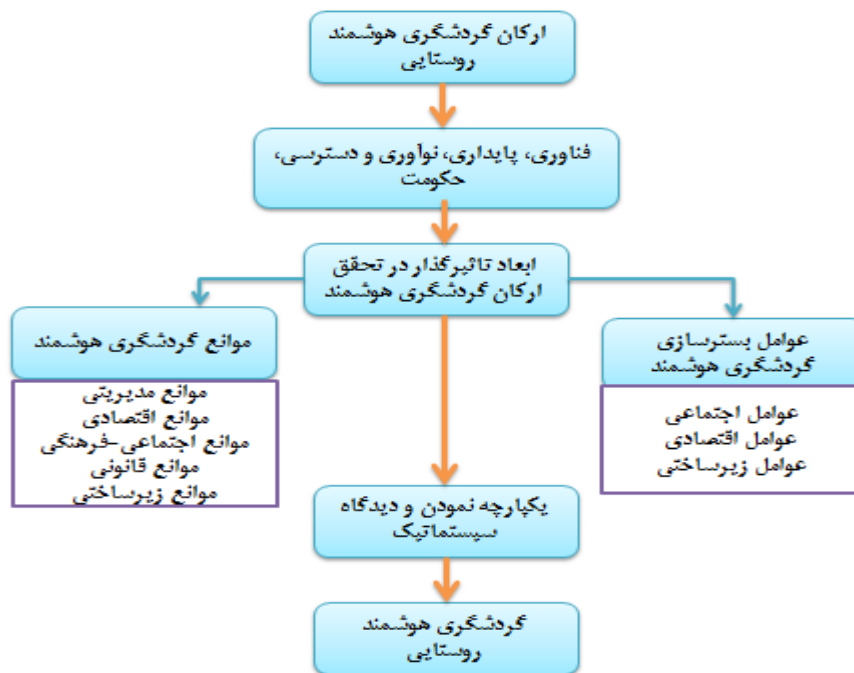 ارکان گردشگری هوشمند
روستایی
فناوری، پایداری، نوآوری و دسترسی،
حکومت
ابعاد تاثیرگذار در تحقق
ارکان گردشگری هوشمند
عوامل بسترسازی
گردشگری هوشمند
عوامل اجتماعی
عوامل اقتصادی
عوامل زیرساختی
موانع گردشگری هوشمند
موانع مدیریتی
موانع اقتصادی
موانع اجتماعی-فرهنگی
موانع قانونی
موانع زیرساختی
یکپارچه نمودن و دیدگاه
سیستماتیک
گردشگری هوشمند
روستایی